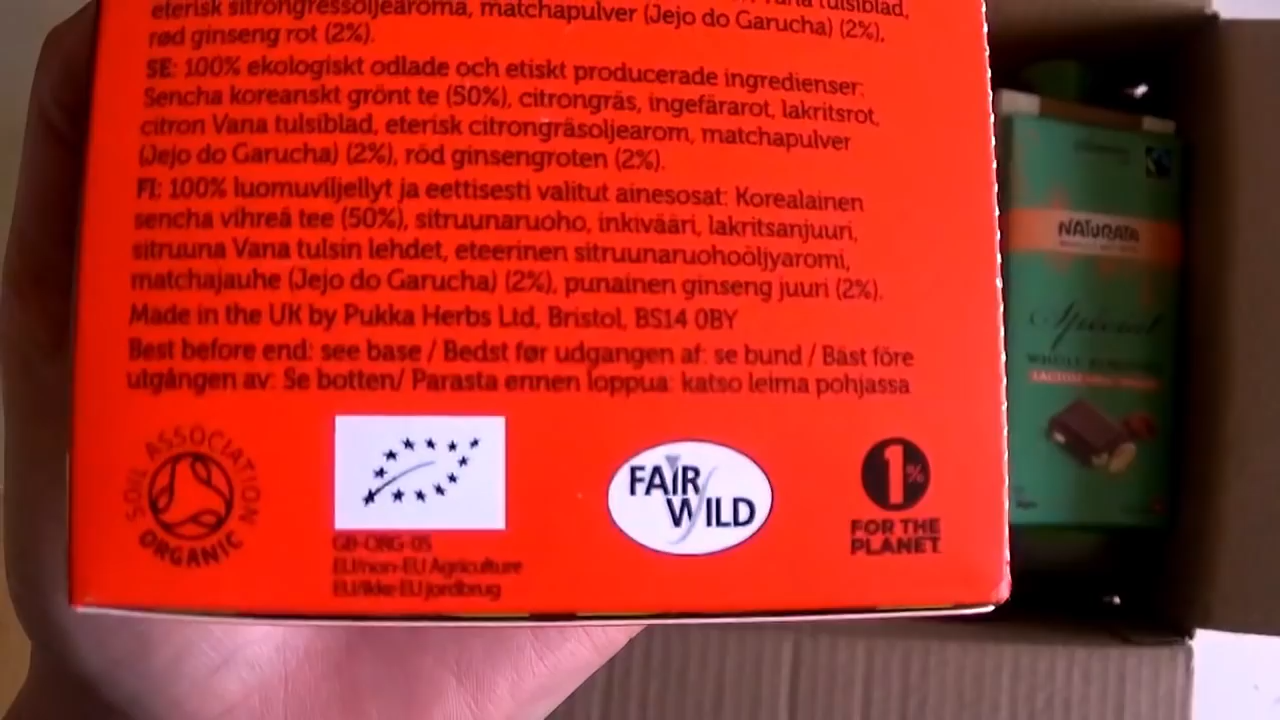 eterisk sitrongressoljearoma, matchapulver (Jejo do Garucha) (2%),
rød ginseng rot (2%).
SE: 100% ekologiskt odlade och etiskt producerade ingredienser:
Sencha koreanskt grönt te (50%), citrongräs, ingefärarot, lakritsrot,
citron Vana tulsiblad, eterisk citrongräsoljearom, matchapulver
(Jejo do Garucha) (2%), röd ginsengroten (2%).
FI: 100% luomuviljellyt ja eettisesti valitut ainesosat: Korealainen
sencha vihreä tee (50%), sitruunaruoho, inkivääri, lakritsanjuuri,
sitruuna Vana tulsin lehdet, eteerinen sitruunaruohoöljyaromi,
matchajauhe (Jejo do Garucha) (2%), punainen ginseng juuri (2%).
Made in the UK by Pukka Herbs Ltd, Bristol, BS14 0BY
Best before end: see base / Bedst før udgangen af: se bund / Bäst före
utgången av: Se botten/ Parasta ennen loppua: katso leima pohjassa
SOIL ASSOCIATION
ORGANIC
GB-ORG-05
EU/non-EU Agriculture
EU/ikke-EU jordbrug
FAIR
WILD
1%
FOR THE
PLANET
NATURATA
Spécial